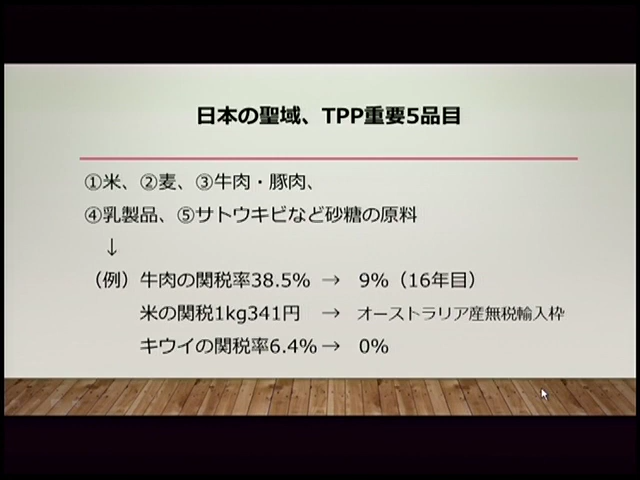 日本の聖域、TPP重要5品目
①米、②麦、③牛肉・豚肉、
④乳製品、⑤サトウキビなど砂糖の原料
↓
（例）牛肉の関税率38.5% → 9%（16年目）
米の関税1kg341円 → オーストラリア産無税輸入枠
キウイの関税率6.4% → 0%